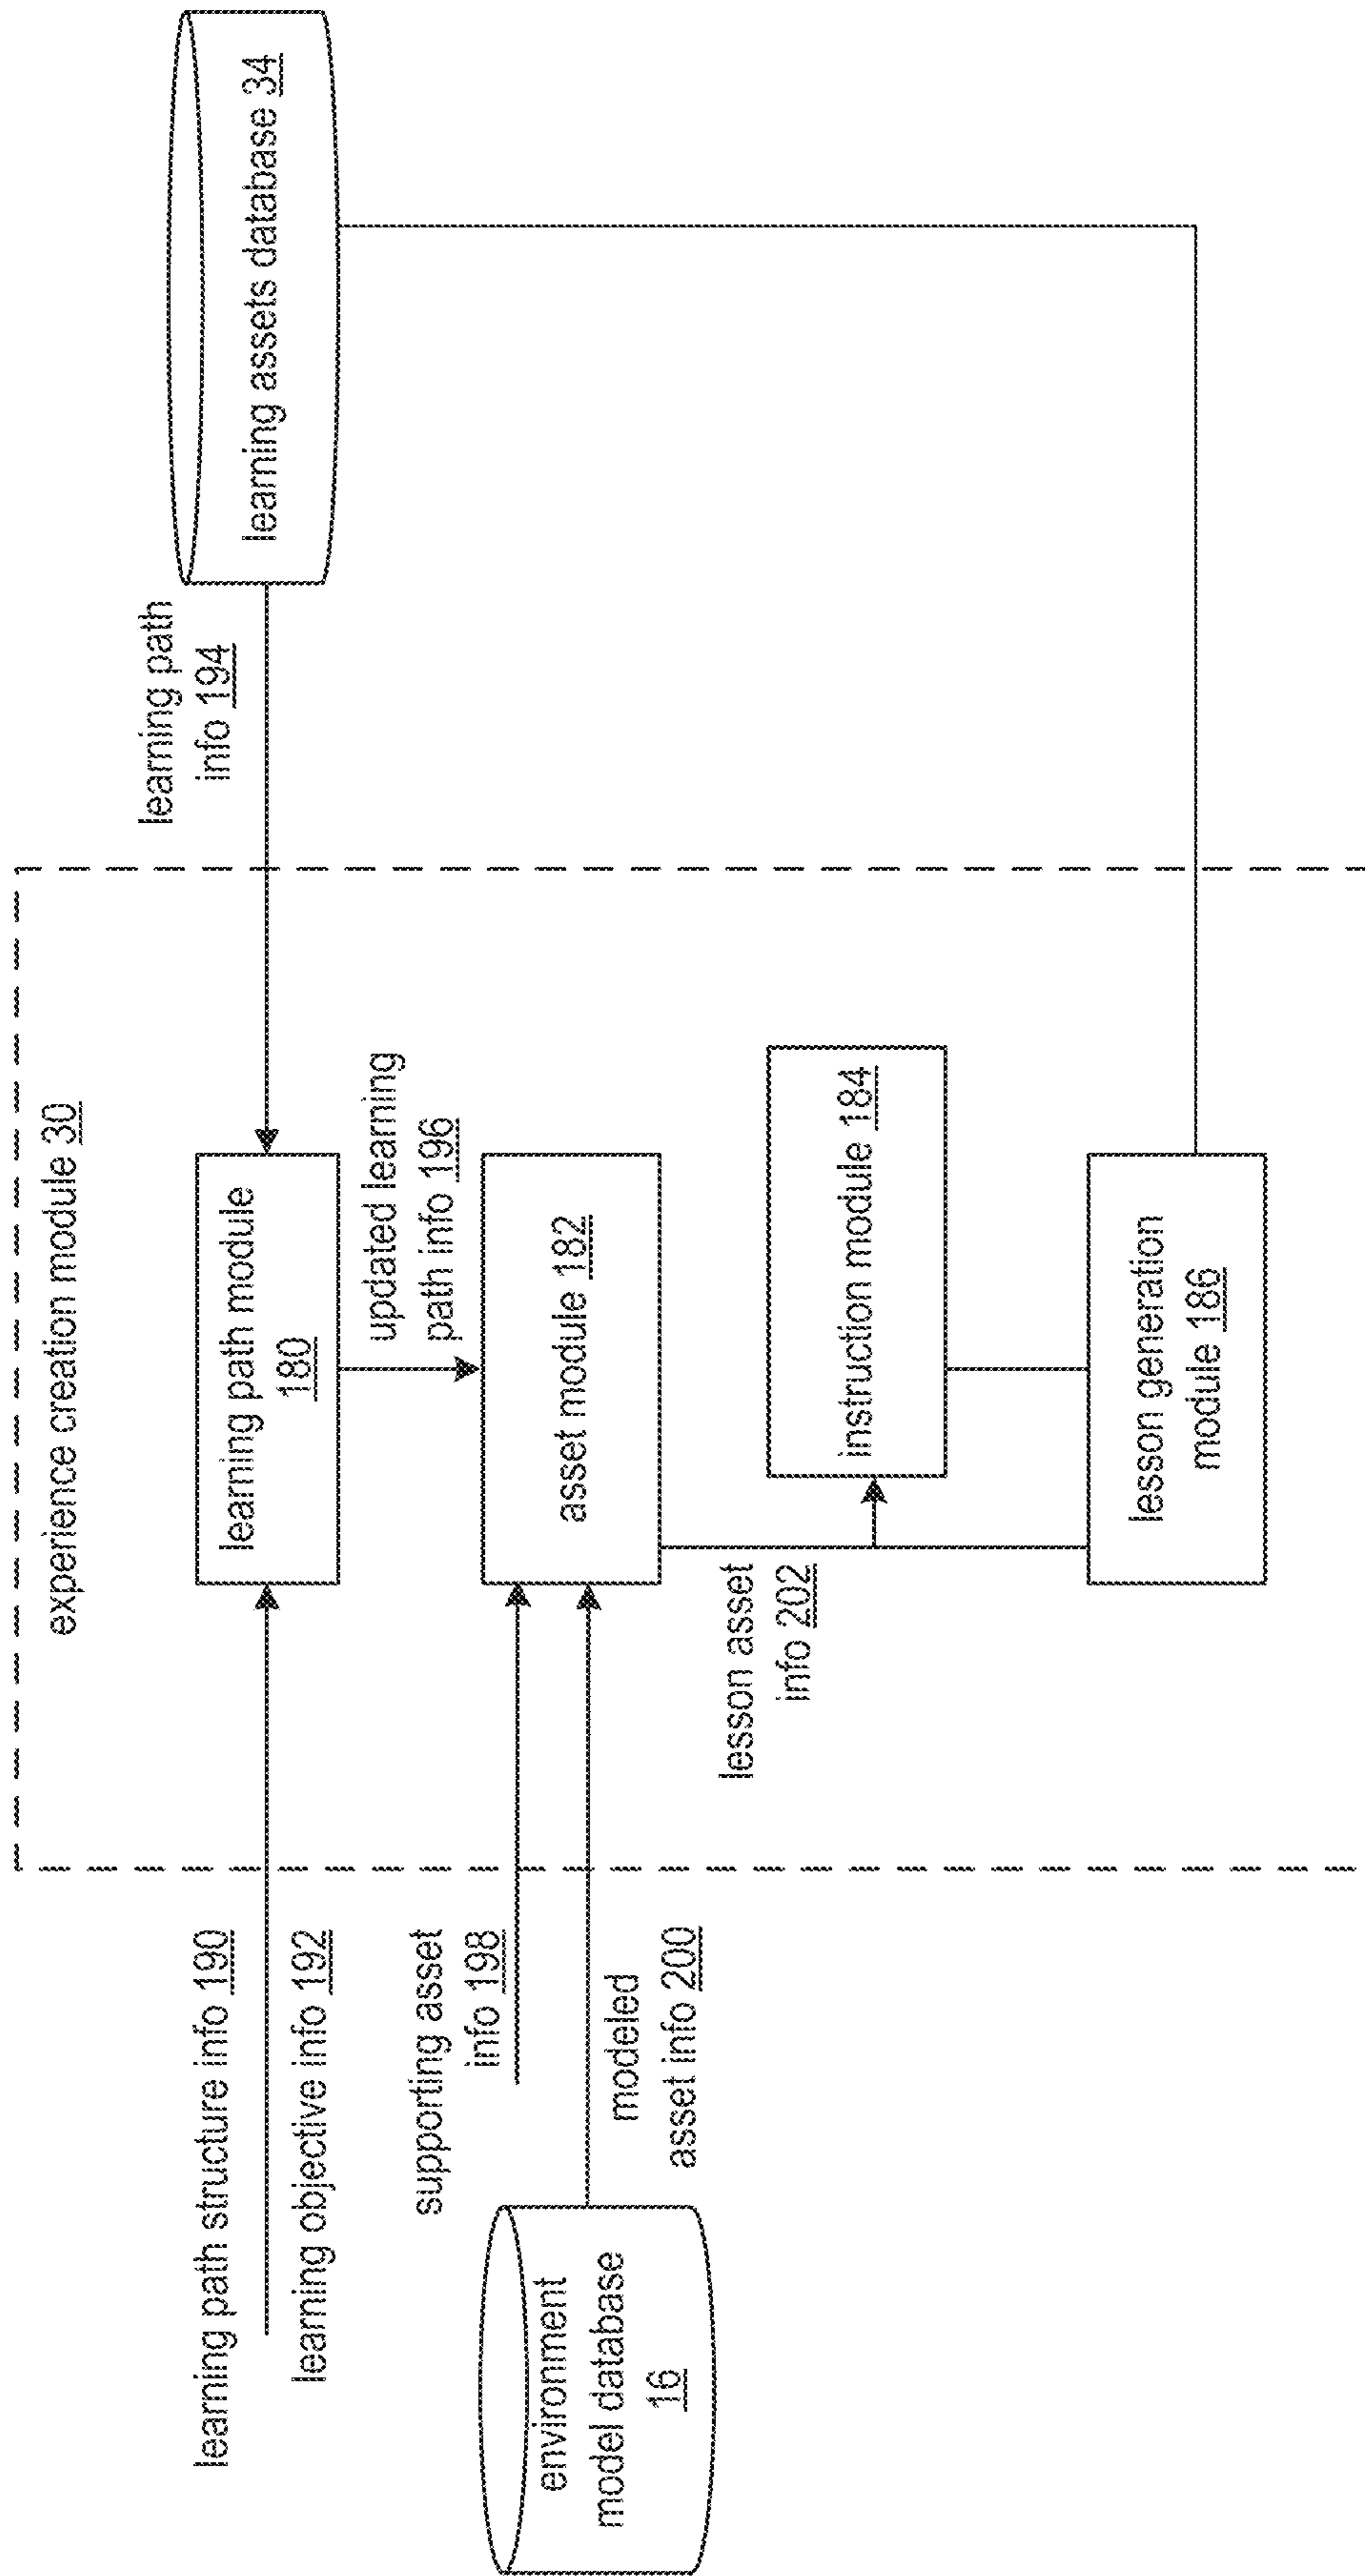 experience creation module 30
learning path structure info 190
learning objective info 192
learning path module
180
learning path
info 194
learning assets database 34
updated learning
path info 196
supporting asset
info 198
asset module 182
environment
model database
16
modeled
asset info 200
lesson asset
info 202
instruction module 184
lesson generation
module 186